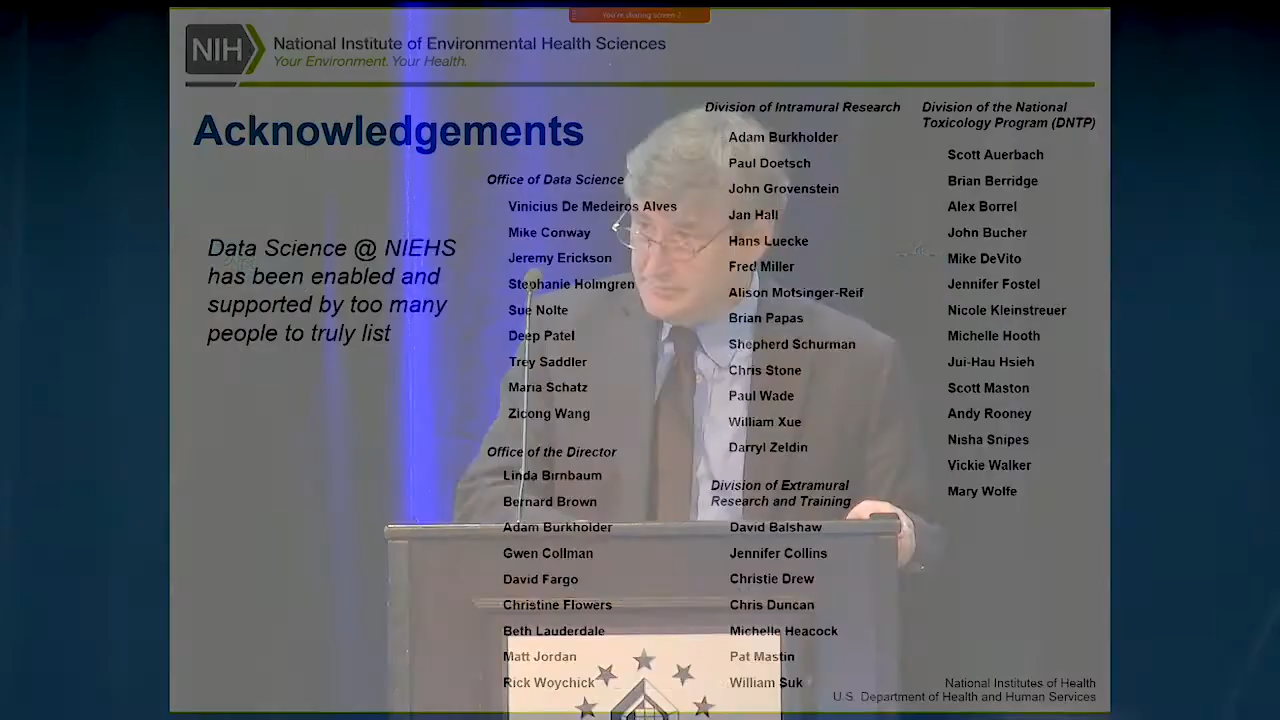 You're sharing screen 2
NIH
National Institute of Environmental Health Sciences
Your Environment. Your Health.
Acknowledgements
Data Science @ NIEHS
has been enabled and
supported by too many
people to truly list
Office of Data Science
Vinicius De Medeiros Alves
Mike Conway
Jeremy Erickson
Stephanie Holmgren
Sue Nolte
Deep Patel
Trey Saddler
Maria Schatz
Zicong Wang
Office of the Director
Linda Birnbaum
Bernard Brown
Adam Burkholder
Gwen Collman
David Fargo
Christine Flowers
Beth Lauderdale
Matt Jordan
Rick Woychick
Division of Intramural Research
Adam Burkholder
Paul Doetsch
John Grovenstein
Jan Hall
Hans Luecke
Fred Miller
Alison Motsinger-Reif
Brian Papas
Shepherd Schurman
Chris Stone
Paul Wade
William Xue
Darryl Zeldin
Division of Extramural
Research and Training
David Balshaw
Jennifer Collins
Christie Drew
Chris Duncan
Michelle Heacock
Pat Mastin
William Suk
Division of the National
Toxicology Program (DNTP)
Scott Auerbach
Brian Berridge
Alex Borrel
John Bucher
Mike DeVito
Jennifer Fostel
Nicole Kleinstreuer
Michelle Hooth
Jui-Hau Hsieh
Scott Maston
Andy Rooney
Nisha Snipes
Vickie Walker
Mary Wolfe
National Institutes of Health
U.S. Department of Health and Human Services